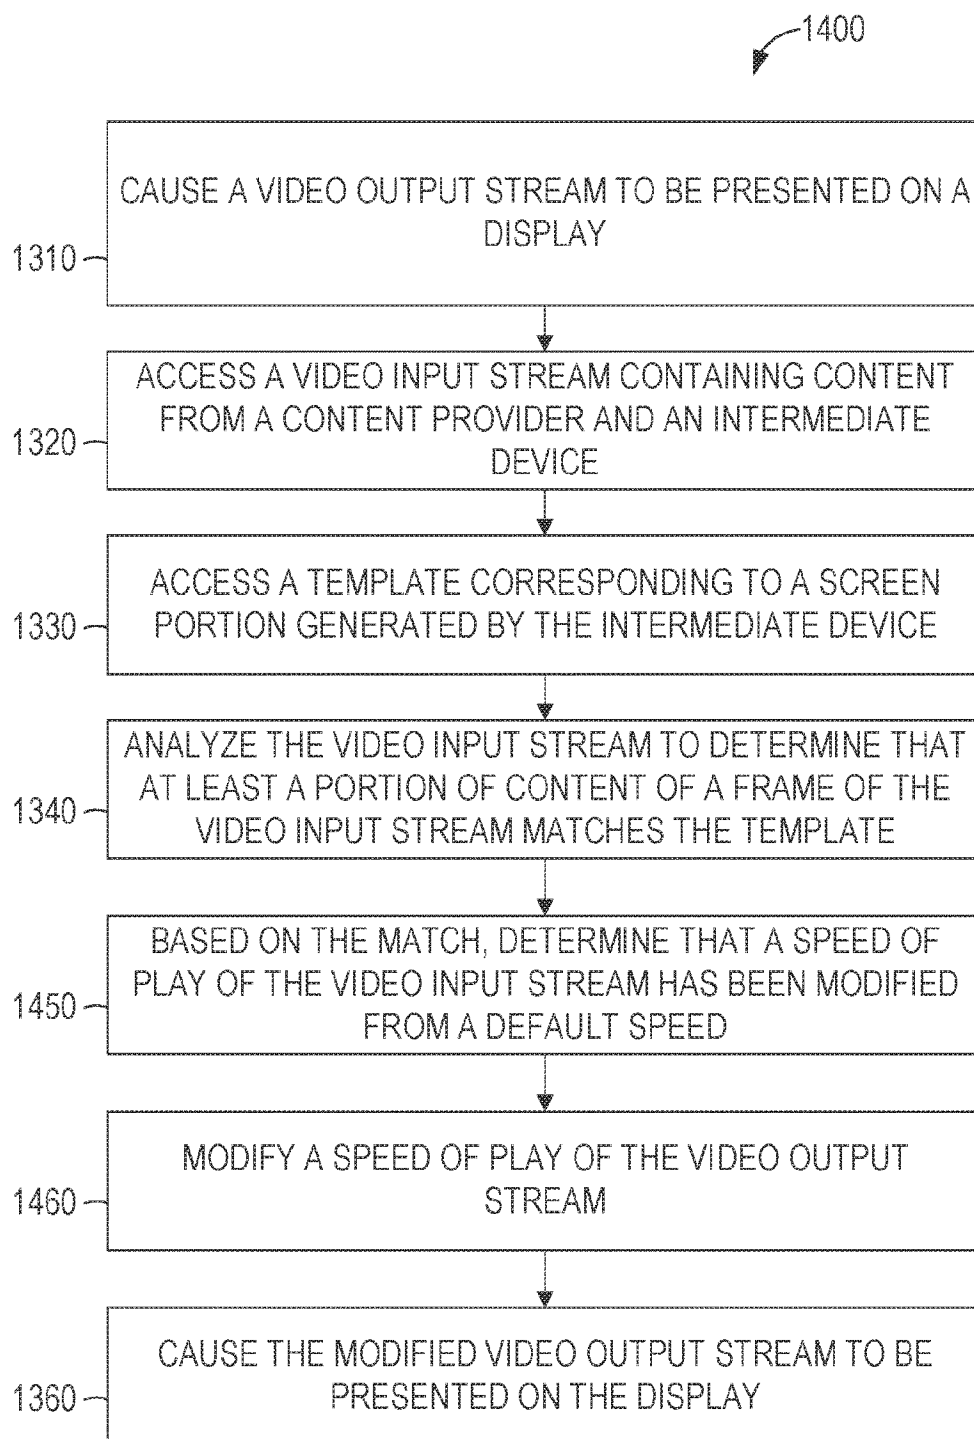 1400
CAUSE A VIDEO OUTPUT STREAM TO BE PRESENTED ON A
DISPLAY
1310
ACCESS A VIDEO INPUT STREAM CONTAINING CONTENT
FROM A CONTENT PROVIDER AND AN INTERMEDIATE
DEVICE
1320
ACCESS A TEMPLATE CORRESPONDING TO A SCREEN
PORTION GENERATED BY THE INTERMEDIATE DEVICE
1330
ANALYZE THE VIDEO INPUT STREAM TO DETERMINE THAT
AT LEAST A PORTION OF CONTENT OF A FRAME OF THE
VIDEO INPUT STREAM MATCHES THE TEMPLATE
1340
BASED ON THE MATCH, DETERMINE THAT A SPEED OF
PLAY OF THE VIDEO INPUT STREAM HAS BEEN MODIFIED
FROM A DEFAULT SPEED
1450
MODIFY A SPEED OF PLAY OF THE VIDEO OUTPUT
STREAM
1460
CAUSE THE MODIFIED VIDEO OUTPUT STREAM TO BE
PRESENTED ON THE DISPLAY
1360